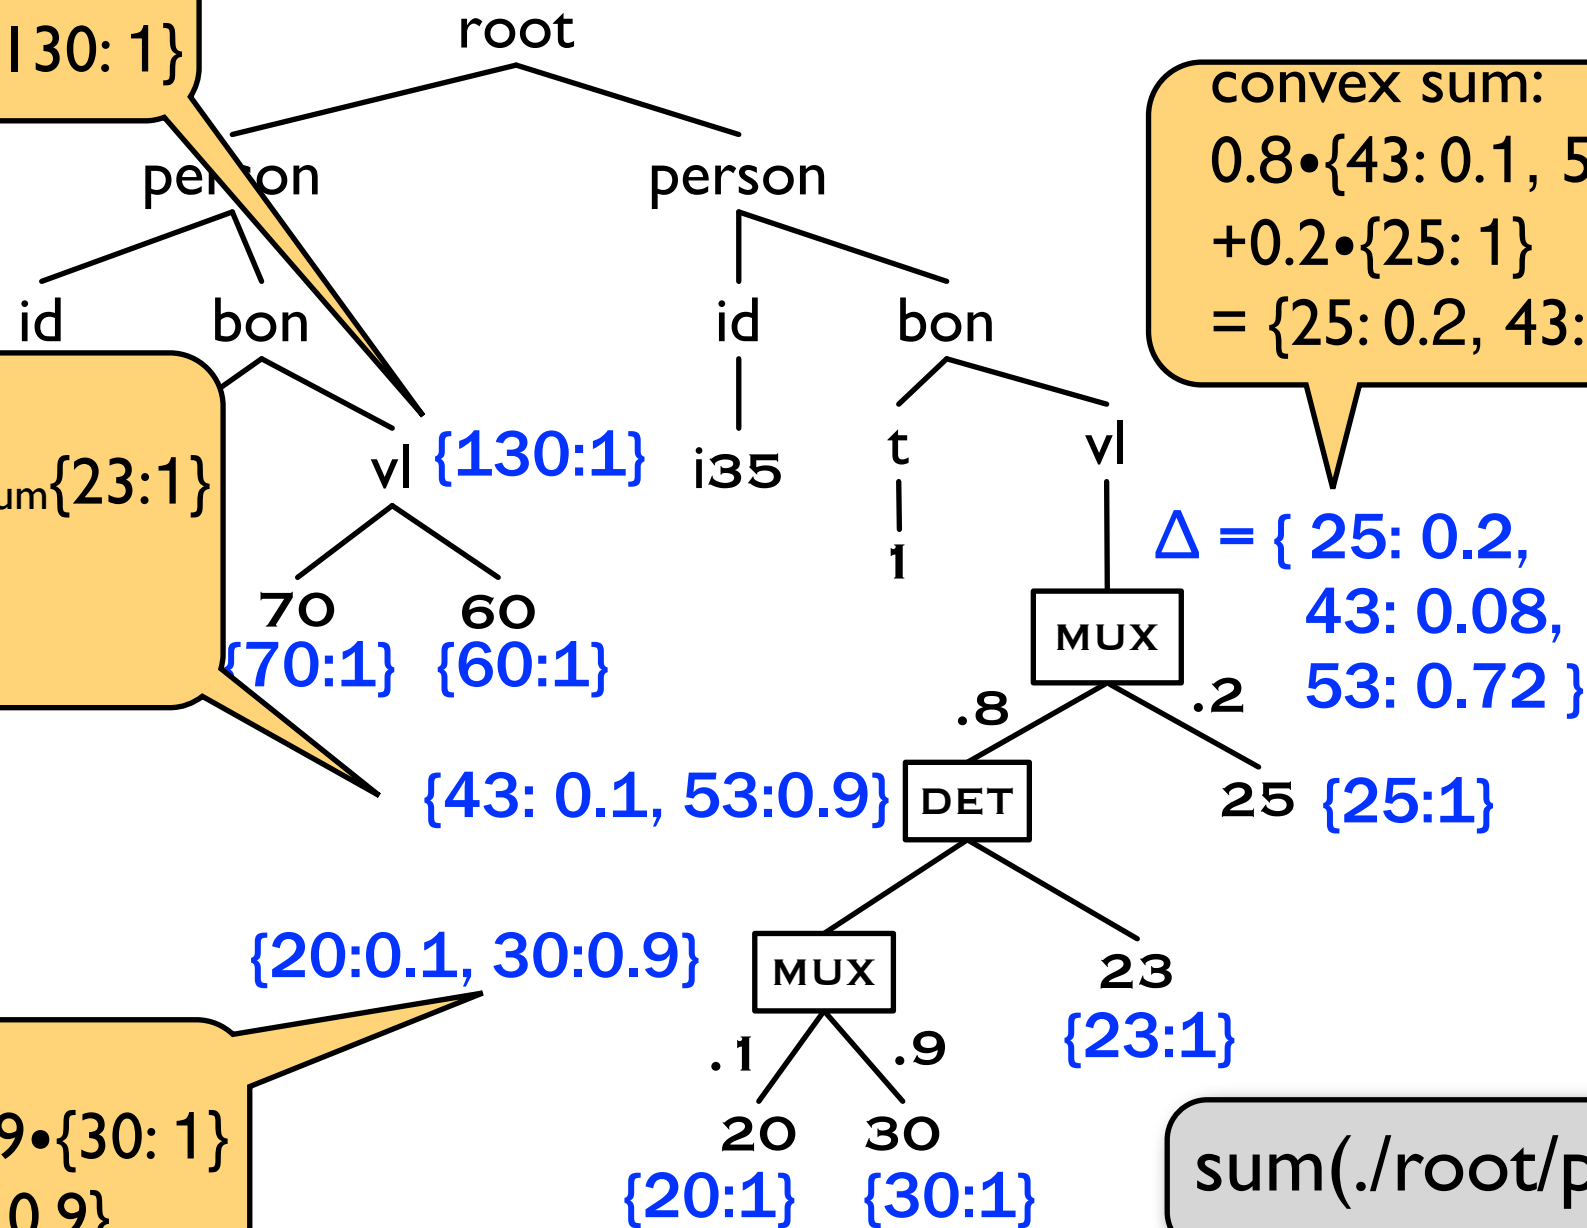 130: 1}
root
convex sum:
0.8•{43: 0.1, 5
+0.2•{25: 1}
= {25: 0.2, 43:
person
person
id
bon
id
bon
um{23:1}
vl
{130:1}
i35
t
vl
1
Δ = { 25: 0.2,
43: 0.08,
53: 0.72 }
70
60
{70:1}
{60:1}
MUX
.8
.2
{43: 0.1, 53:0.9}
DET
25
{25:1}
{20:0.1, 30:0.9}
MUX
23
{23:1}
.1
.9
20
30
{20:1}
{30:1}
9•{30: 1}
0.9}
sum(./root/p